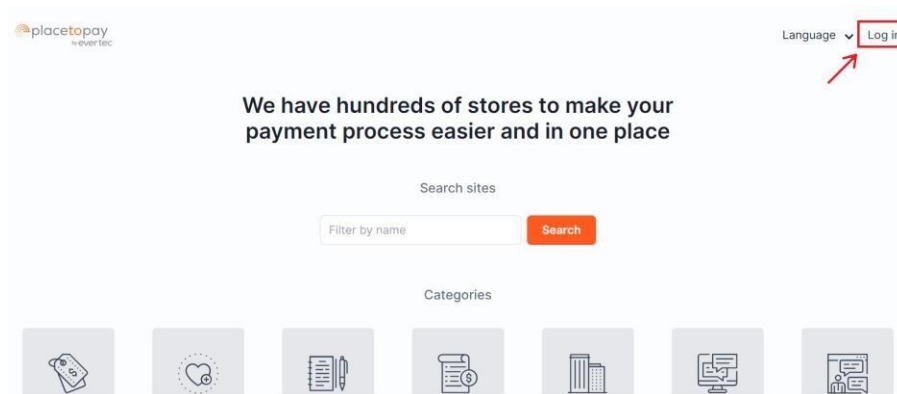 placetopay
by evertec
Language
Log in
We have hundreds of stores to make your
payment process easier and in one place
Search sites
Filter by name
Search
Categories